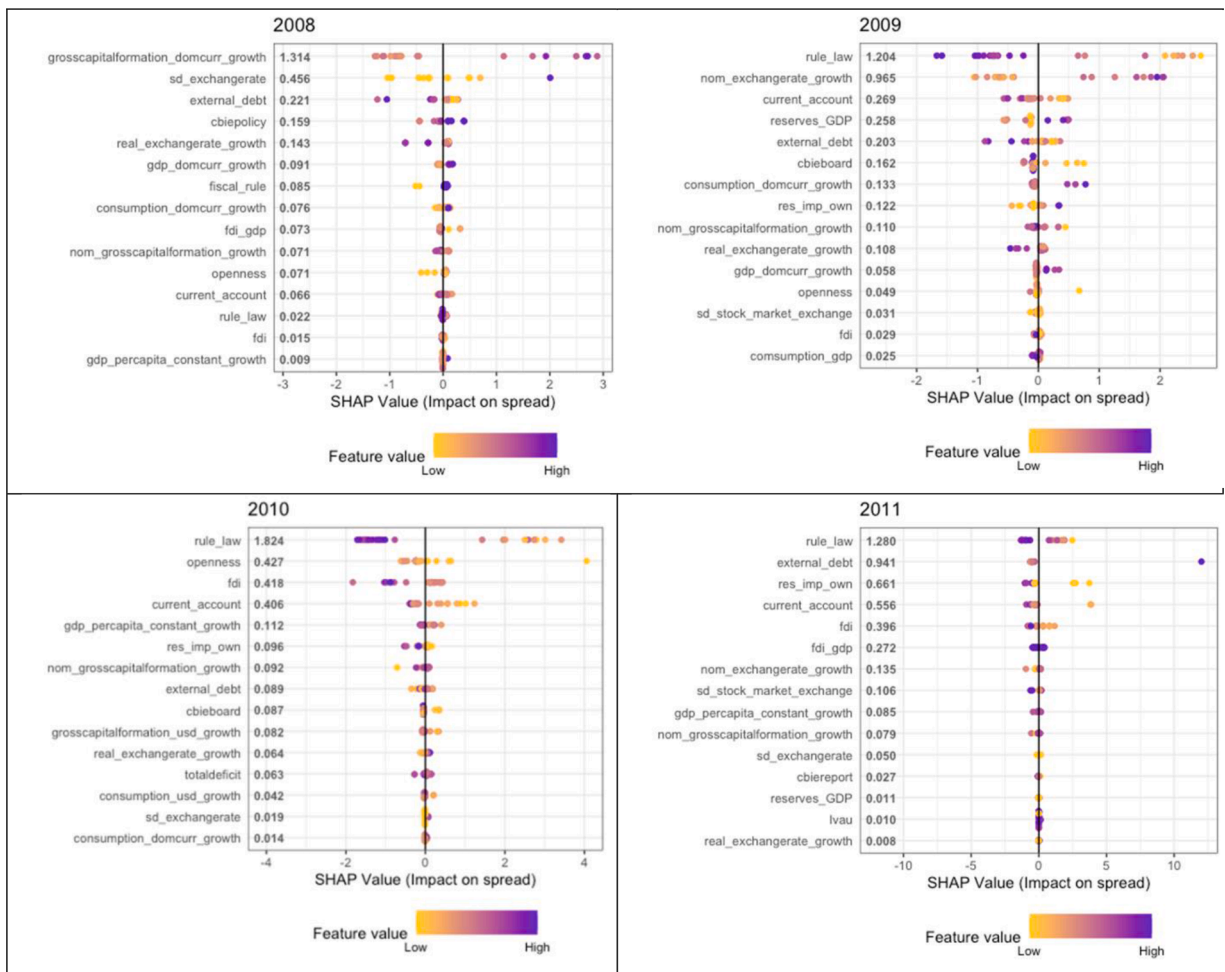 2008
grosscapitalformation_domcurr_growth 1.314
sd_exchangerate 0.456
external_debt 0.221
cbiepolicy 0.159
real_exchangerate_growth 0.143
gdp_domcurr_growth 0.091
fiscal_rule 0.085
consumption_domcurr_growth 0.076
fdi_gdp 0.073
nom_grosscapitalformation_growth 0.071
openness 0.071
current_account 0.066
rule_law 0.022
fdi 0.015
gdp_percapita_constant_growth 0.009
-3 -2 -1 0 1 2 3
SHAP Value (Impact on spread)
Feature value
Low High
2009
rule_law 1.204
nom_exchangerate_growth 0.965
current_account 0.269
reserves_GDP 0.258
external_debt 0.203
cbieboard 0.162
consumption_domcurr_growth 0.133
res_imp_own 0.122
nom_grosscapitalformation_growth 0.110
real_exchangerate_growth 0.108
gdp_domcurr_growth 0.058
openness 0.049
sd_stock_market_exchange 0.031
fdi 0.029
comsumption_gdp 0.025
-2 -1 0 1 2
SHAP Value (Impact on spread)
Feature value
Low High
2010
rule_law 1.824
openness 0.427
fdi 0.418
current_account 0.406
gdp_percapita_constant_growth 0.112
res_imp_own 0.096
nom_grosscapitalformation_growth 0.092
external_debt 0.089
cbieboard 0.087
grosscapitalformation_usd_growth 0.082
real_exchangerate_growth 0.064
totaldeficit 0.063
consumption_usd_growth 0.042
sd_exchangerate 0.019
consumption_domcurr_growth 0.014
-4 -2 0 2 4
SHAP Value (Impact on spread)
Feature value
Low High
2011
rule_law 1.280
external_debt 0.941
res_imp_own 0.661
current_account 0.556
fdi 0.396
fdi_gdp 0.272
nom_exchangerate_growth 0.135
sd_stock_market_exchange 0.106
gdp_percapita_constant_growth 0.085
nom_grosscapitalformation_growth 0.079
sd_exchangerate 0.050
cbiereport 0.027
reserves_GDP 0.011
lvau 0.010
real_exchangerate_growth 0.008
-10 -5 0 5 10
SHAP Value (Impact on spread)
Feature value
Low High